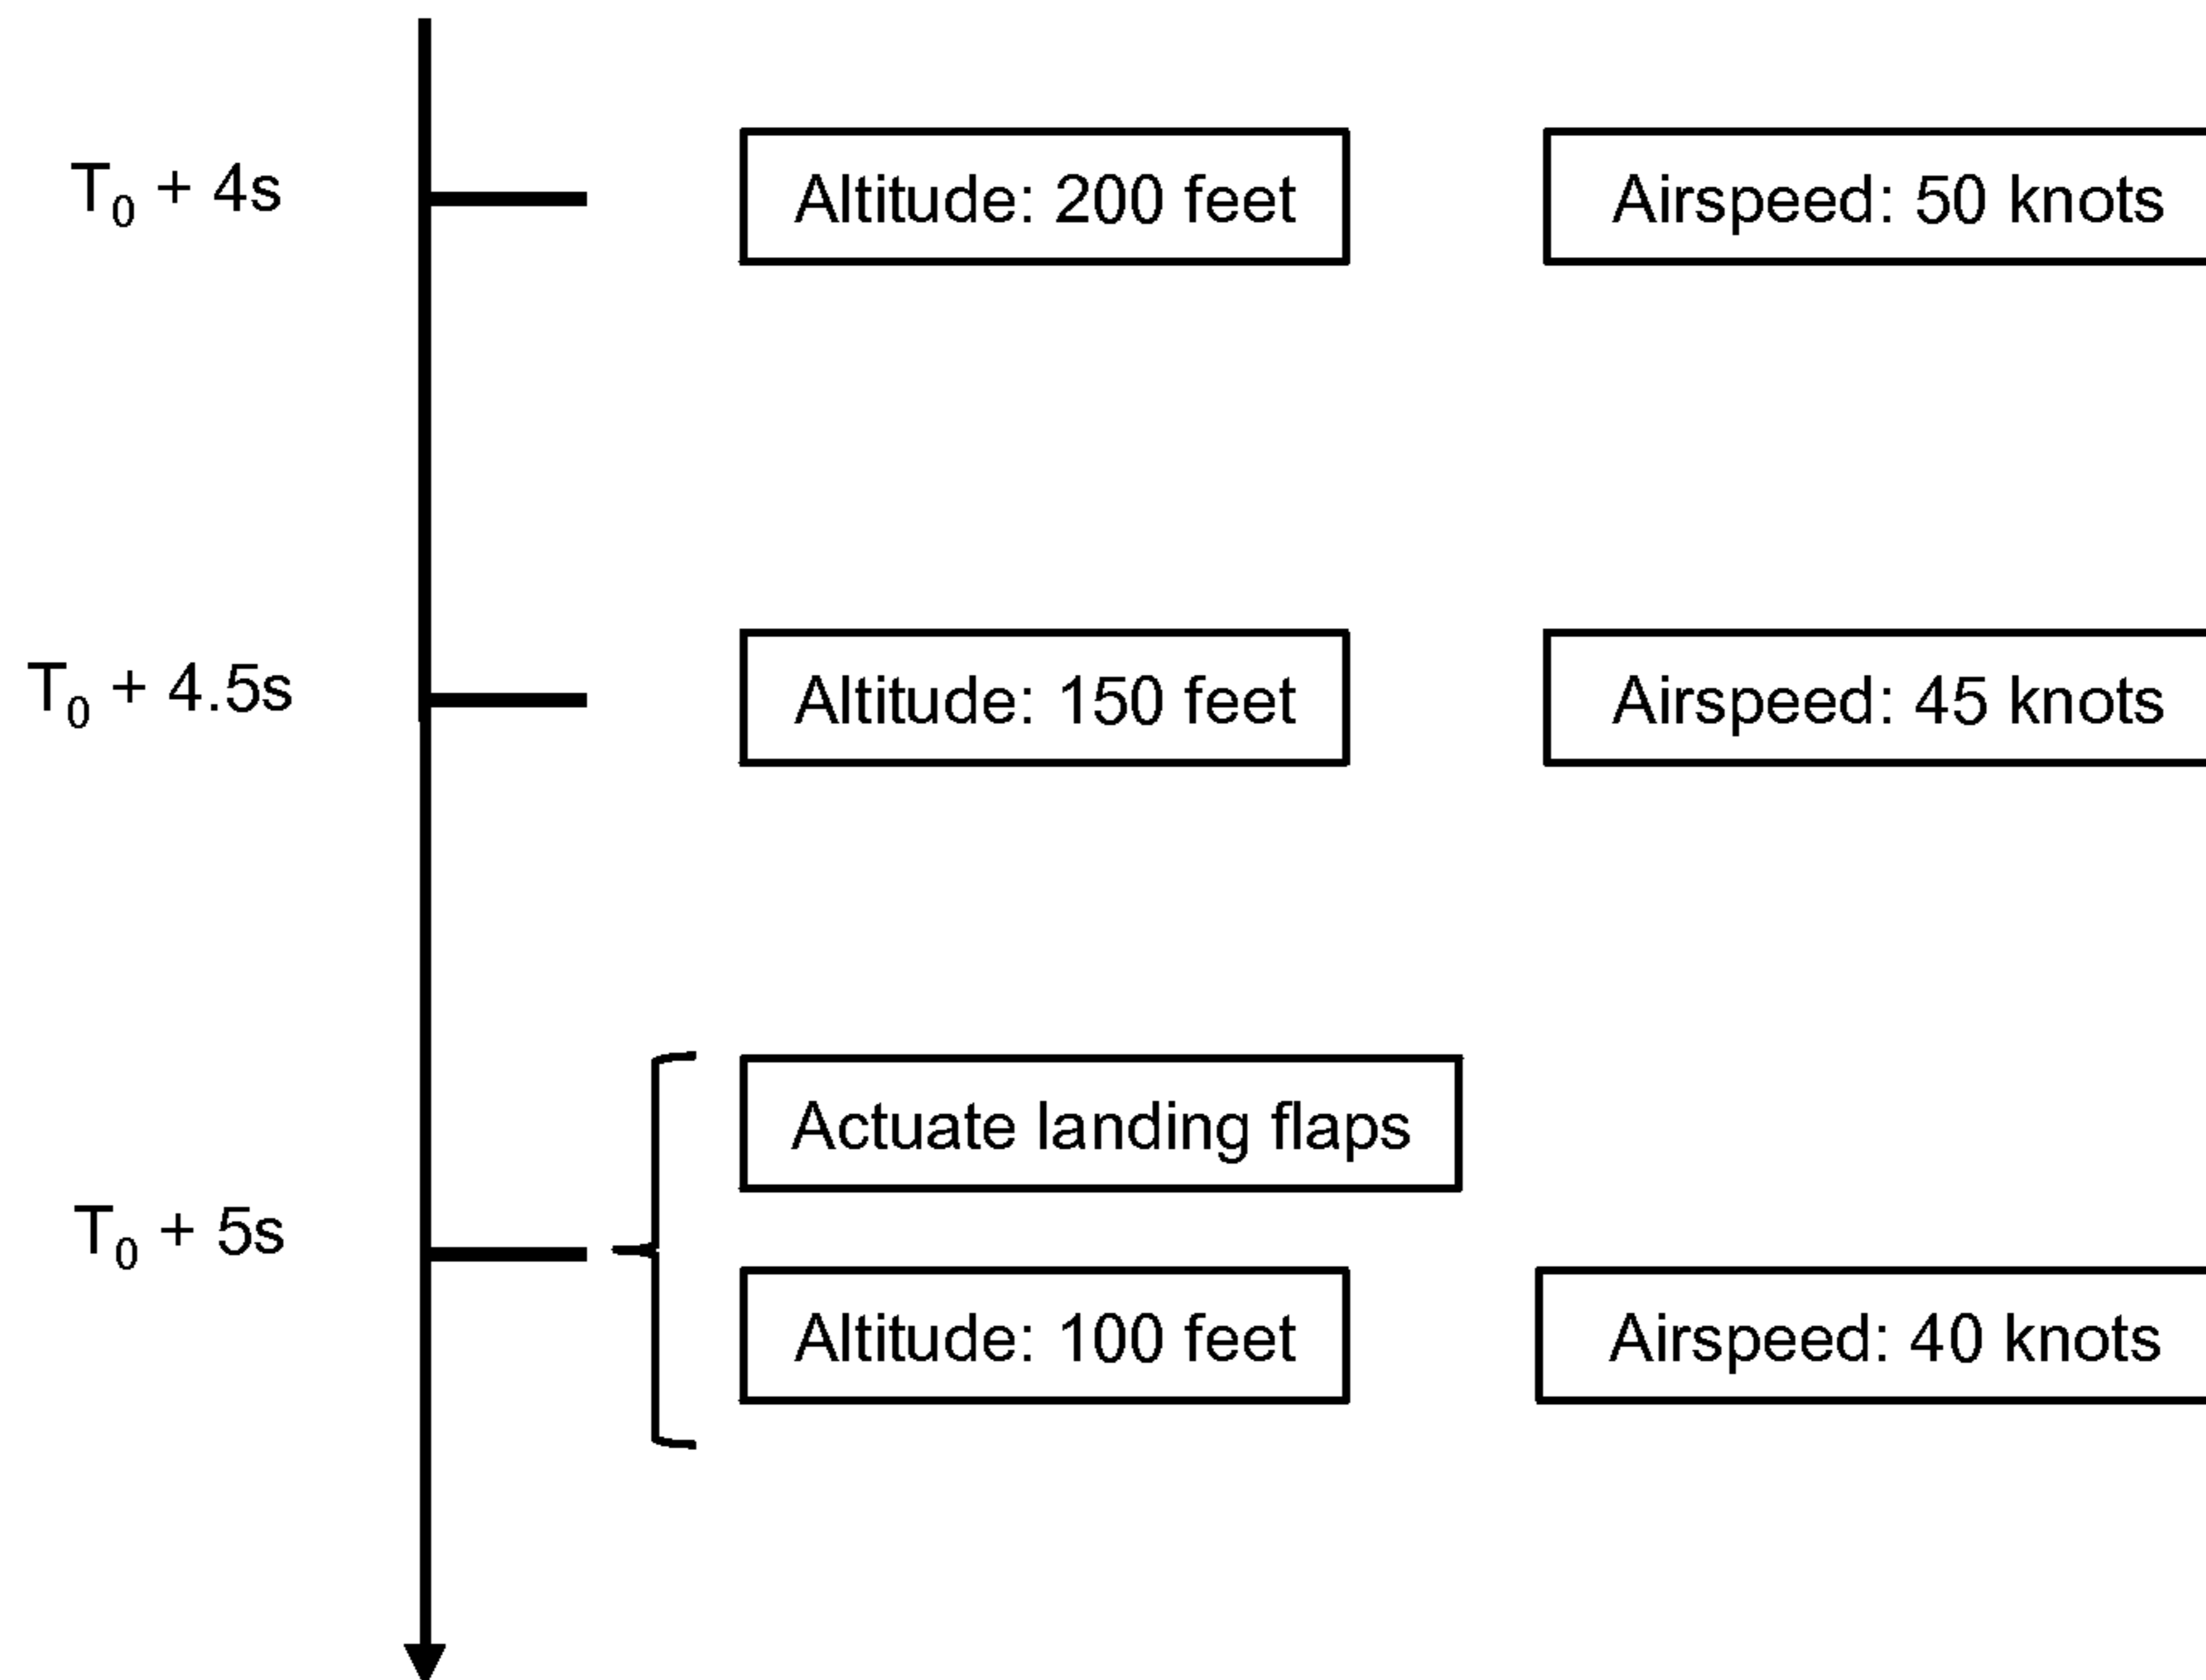 T₀ + 4s
Altitude: 200 feet
Airspeed: 50 knots
T₀ + 4.5s
Altitude: 150 feet
Airspeed: 45 knots
Actuate landing flaps
T₀ + 5s
Altitude: 100 feet
Airspeed: 40 knots